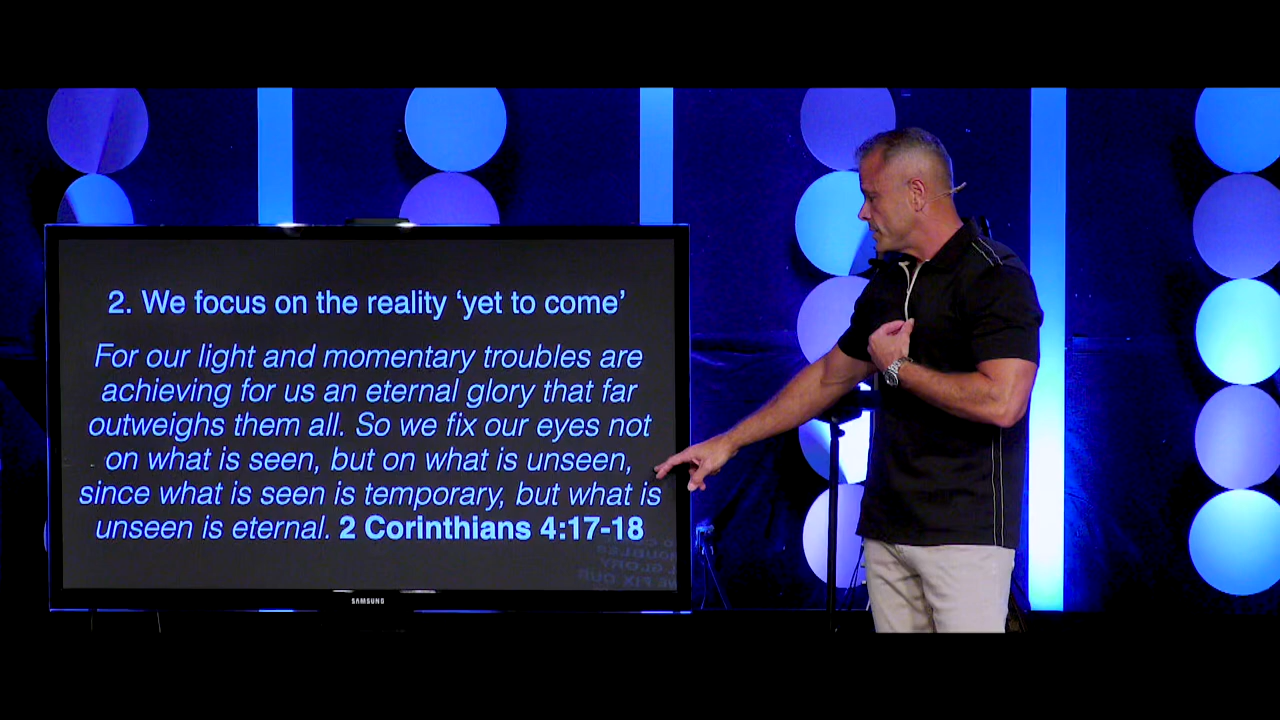 2. We focus on the reality ‘yet to come’
For our light and momentary troubles are
achieving for us an eternal glory that far
outweighs them all. So we fix our eyes not
on what is seen, but on what is unseen,
since what is seen is temporary, but what is
unseen is eternal. 2 Corinthians 4:17-18
SAMSUNG